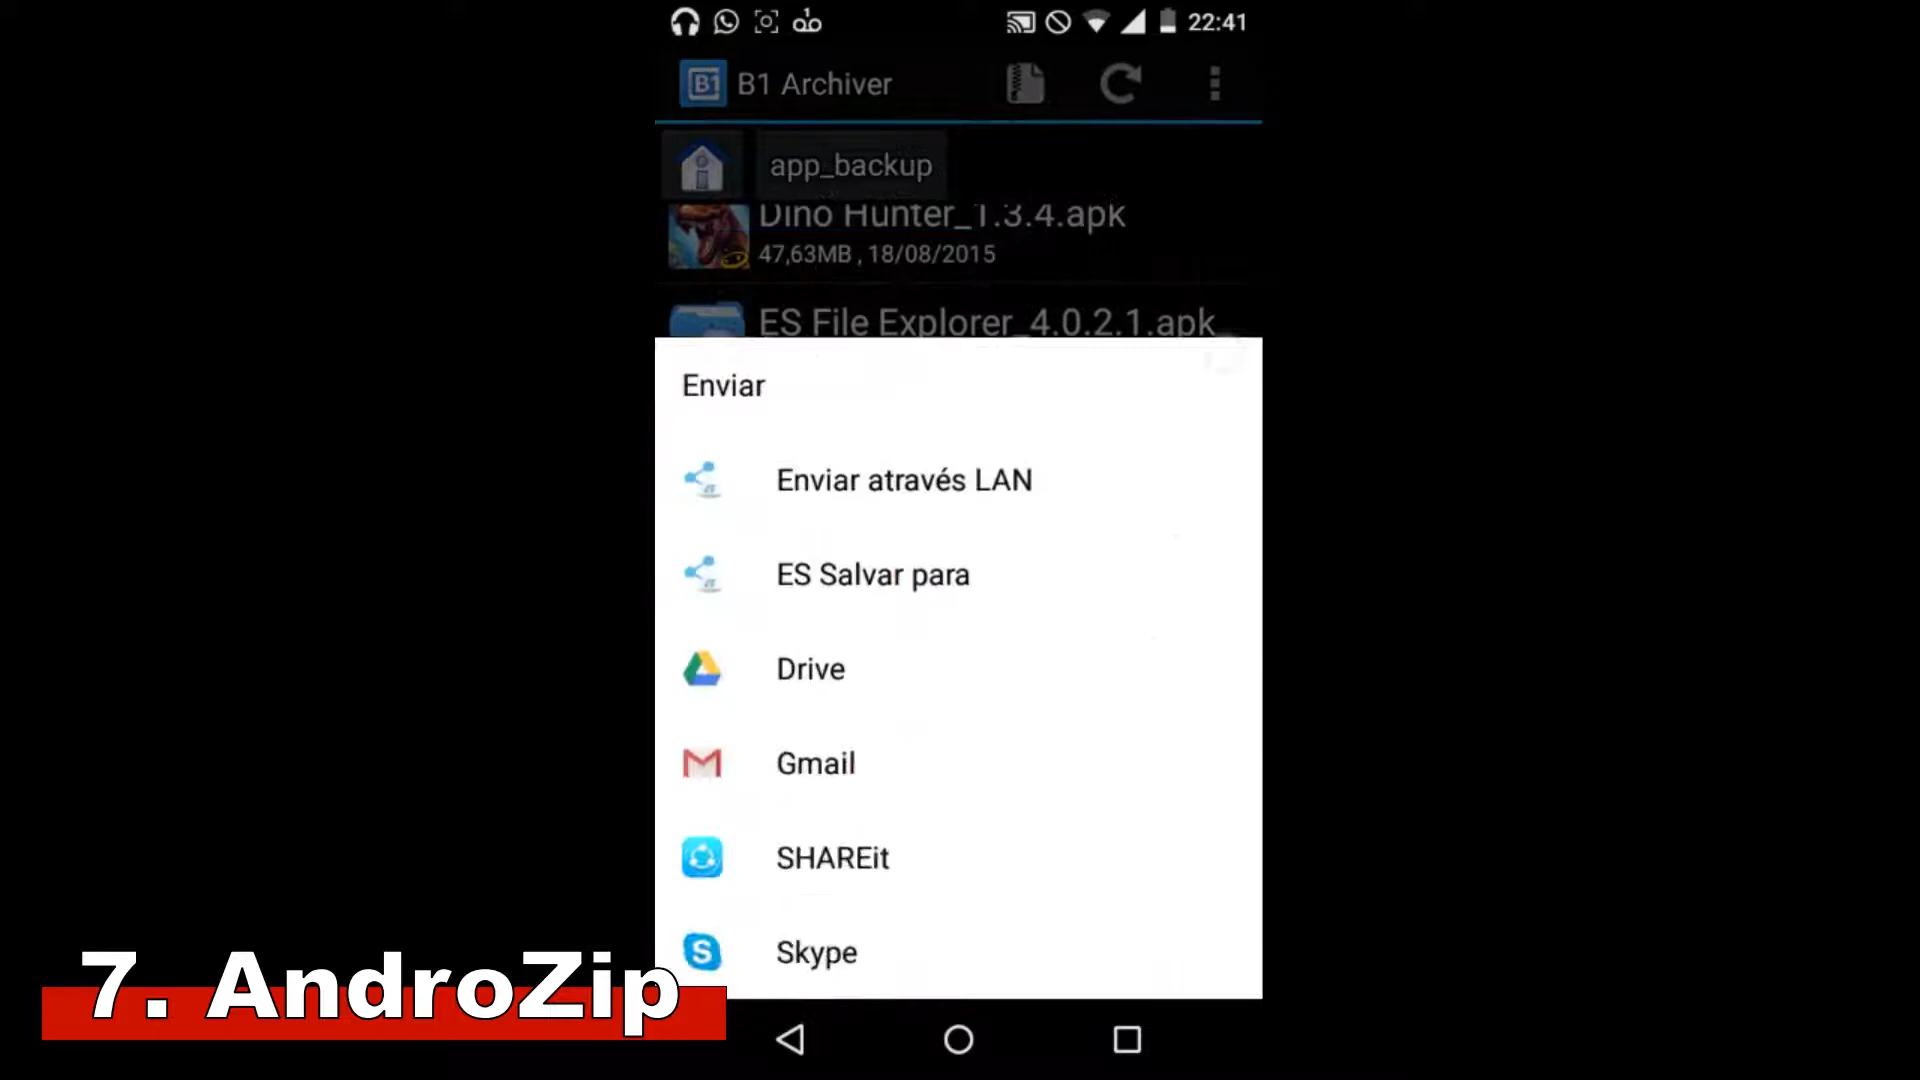 22:41
B1 Archiver
app_backup
Dino Hunter_1.3.4.apk
47,63MB , 18/08/2015
ES File Explorer_4.0.2.1.apk
Enviar
Enviar através LAN
ES Salvar para
Drive
Gmail
SHAREit
Skype
7. AndroZip